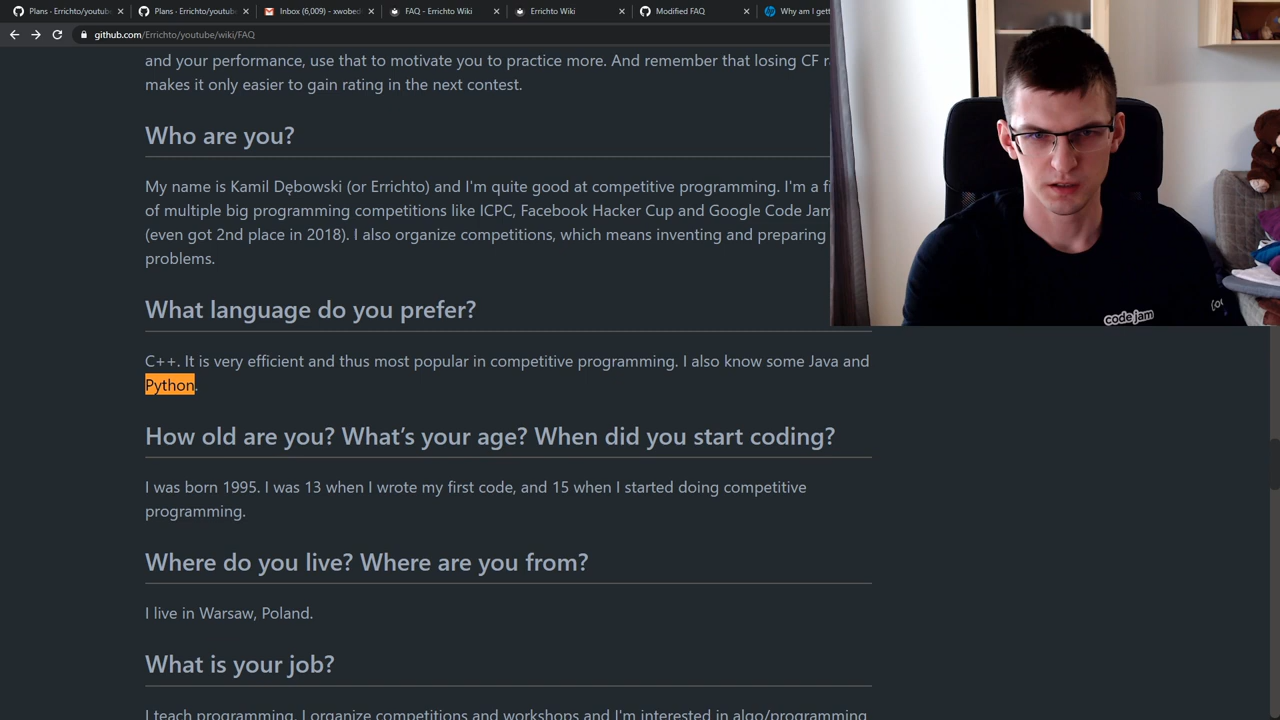 Plans - Errichto/youtub
Plans - Errichto/youtub
Inbox (6,009) - xwobed
FAQ - Errichto Wiki
Errichto Wiki
Modified FAQ
Why am I gett
github.com/Errichto/youtube/wiki/FAQ
and your performance, use that to motivate you to practice more. And remember that losing CF
makes it only easier to gain rating in the next contest.
Who are you?
My name is Kamil Dębowski (or Errichto) and I'm quite good at competitive programming. I'm a
of multiple big programming competitions like ICPC, Facebook Hacker Cup and Google Code Jam
(even got 2nd place in 2018). I also organize competitions, which means inventing and preparing
problems.
What language do you prefer?
code jam
C++. It is very efficient and thus most popular in competitive programming. I also know some Java and
Python.
How old are you? What's your age? When did you start coding?
I was born 1995. I was 13 when I wrote my first code, and 15 when I started doing competitive
programming.
Where do you live? Where are you from?
I live in Warsaw, Poland.
What is your job?
I teach programming, I organize competitions and workshops and I'm interested in algo/programming